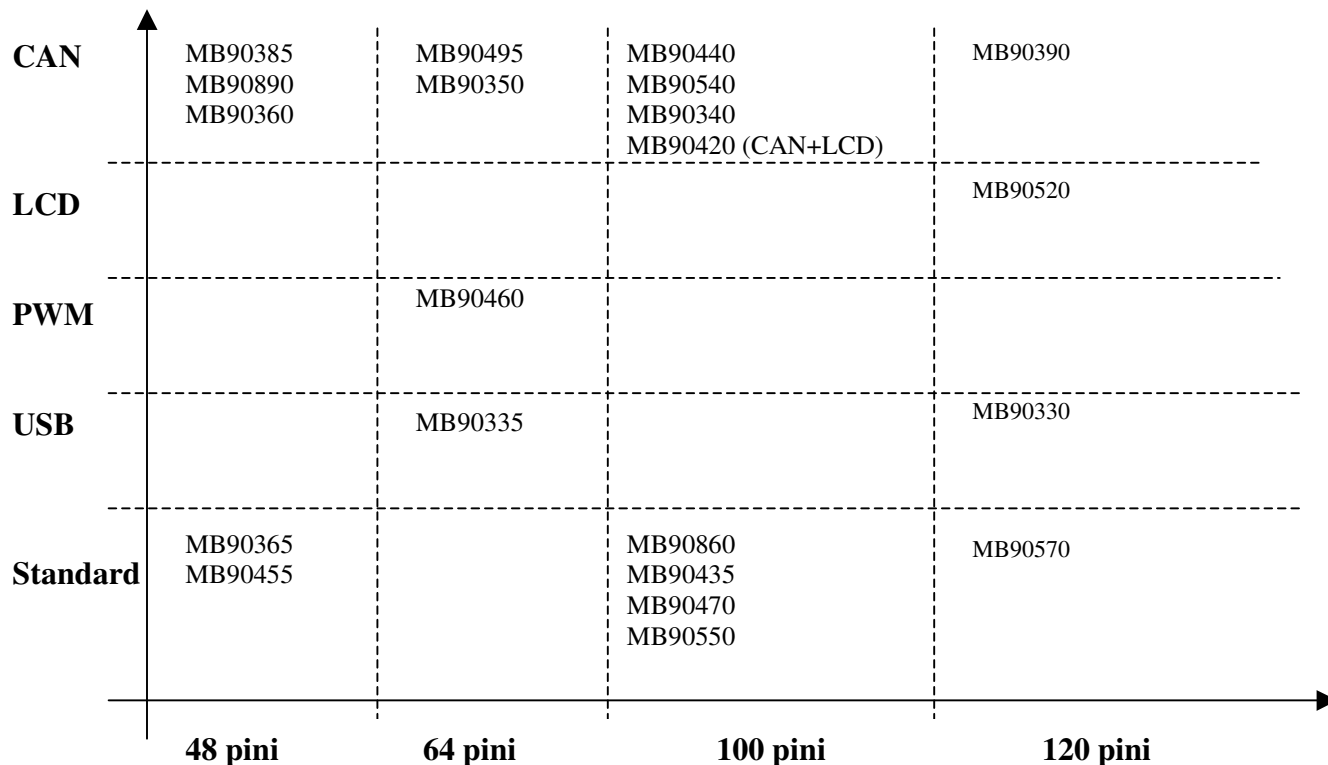 CAN
MB90385
MB90890
MB90360
MB90495
MB90350
MB90440
MB90540
MB90340
MB90420 (CAN+LCD)
MB90390
LCD
MB90520
PWM
MB90460
USB
MB90335
MB90330
Standard
MB90365
MB90455
MB90860
MB90435
MB90470
MB90550
MB90570
48 pini
64 pini
100 pini
120 pini